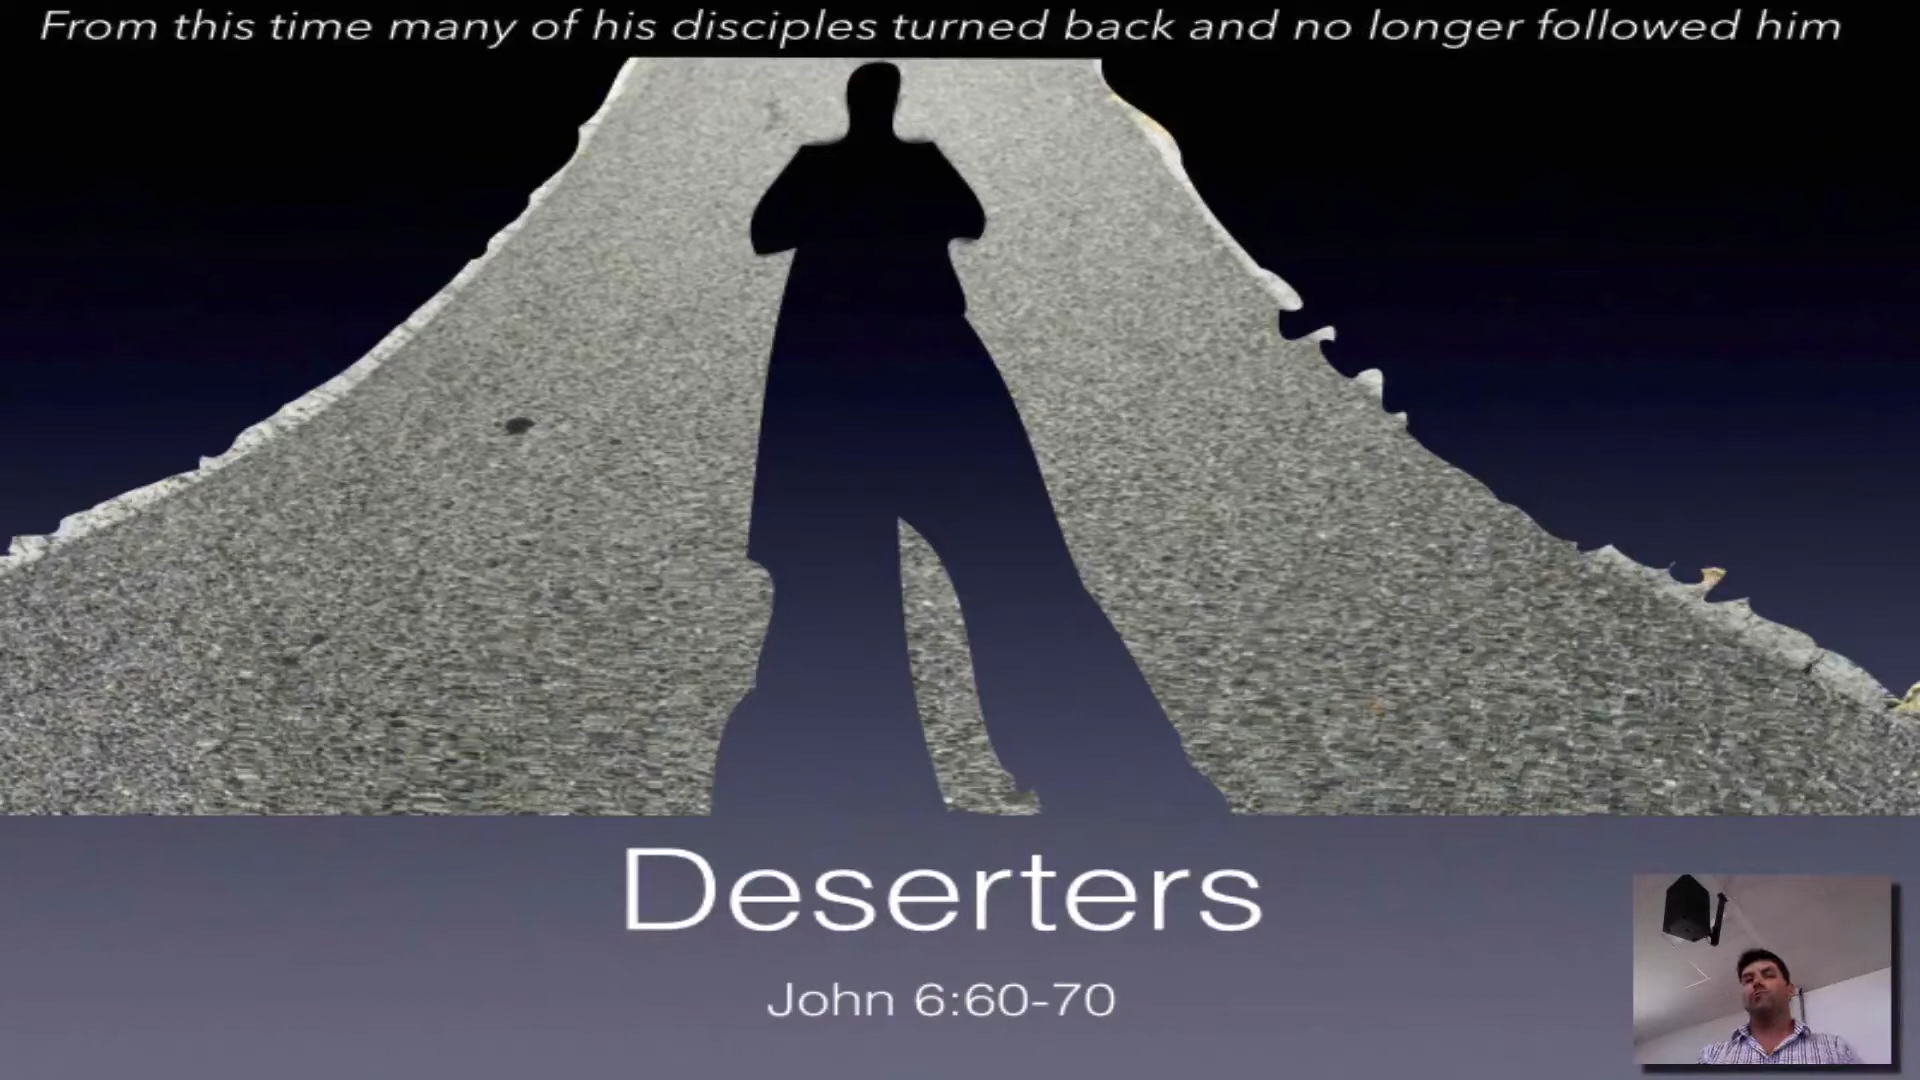 From this time many of his disciples turned back and no longer followed him
Deserters
John 6:60-70